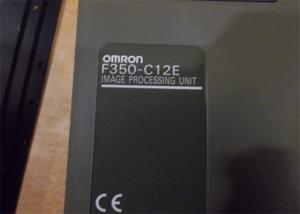 OMRON
F350-C12E
IMAGE PROCESSING UNIT
CE